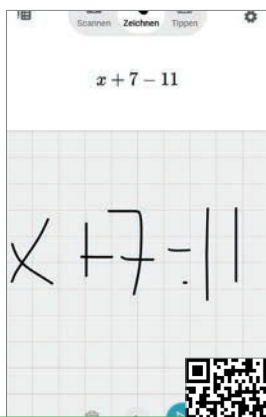 Scannen Zeichnen Tippen
x + 7 − 11
x + 7 = 11